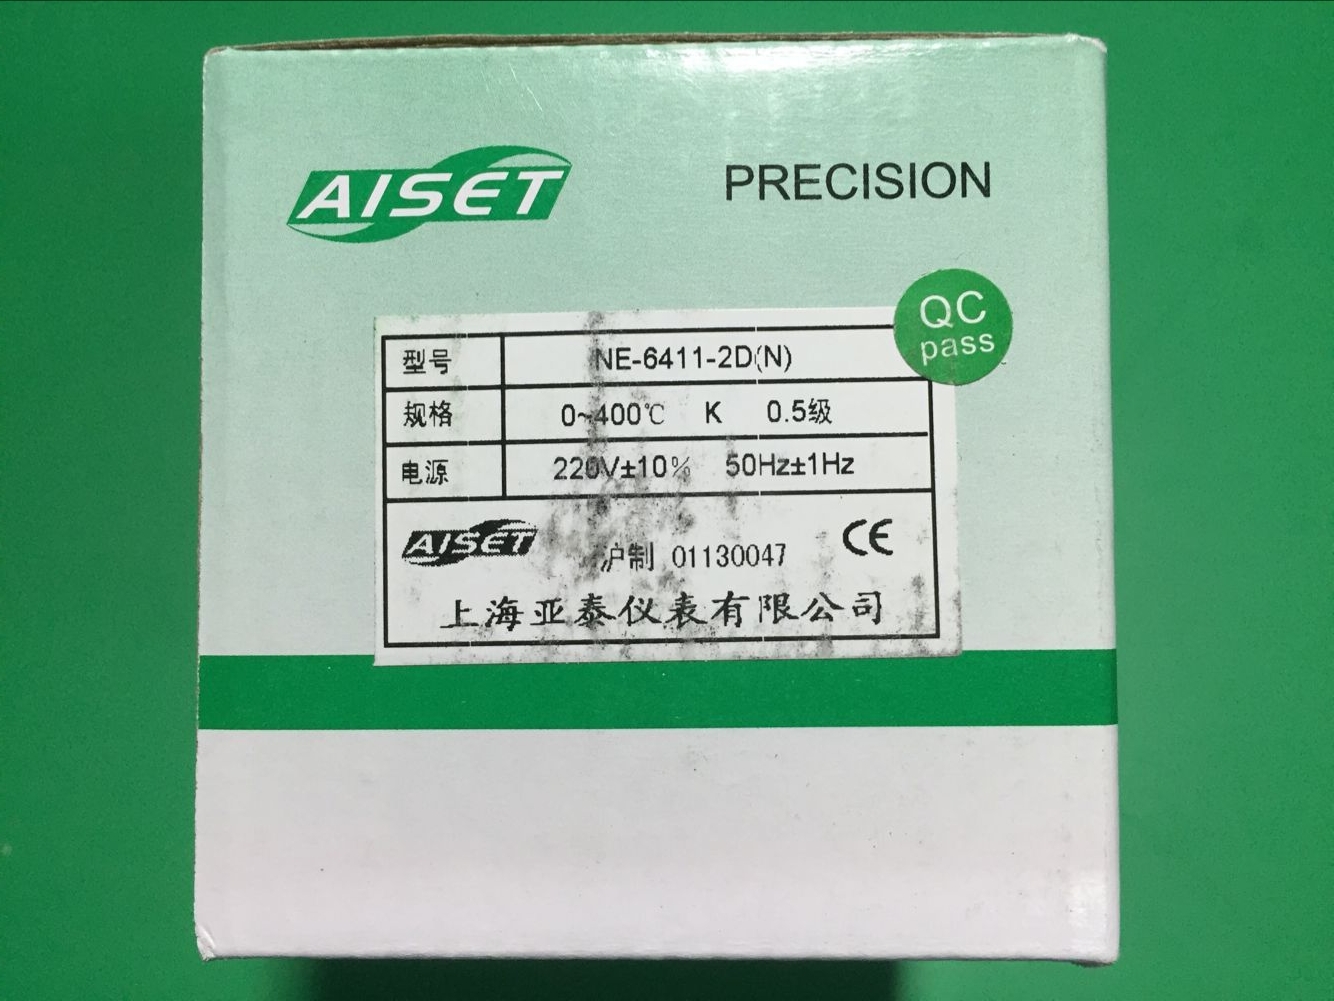 AISET
PRECISION
QC
pass
型号 NE-6411-2D(N)
规格 0~400℃ K 0.5级
电源 220V±10% 50Hz±1Hz
AISET 沪制 01130047 CE
上海亚泰仪表有限公司